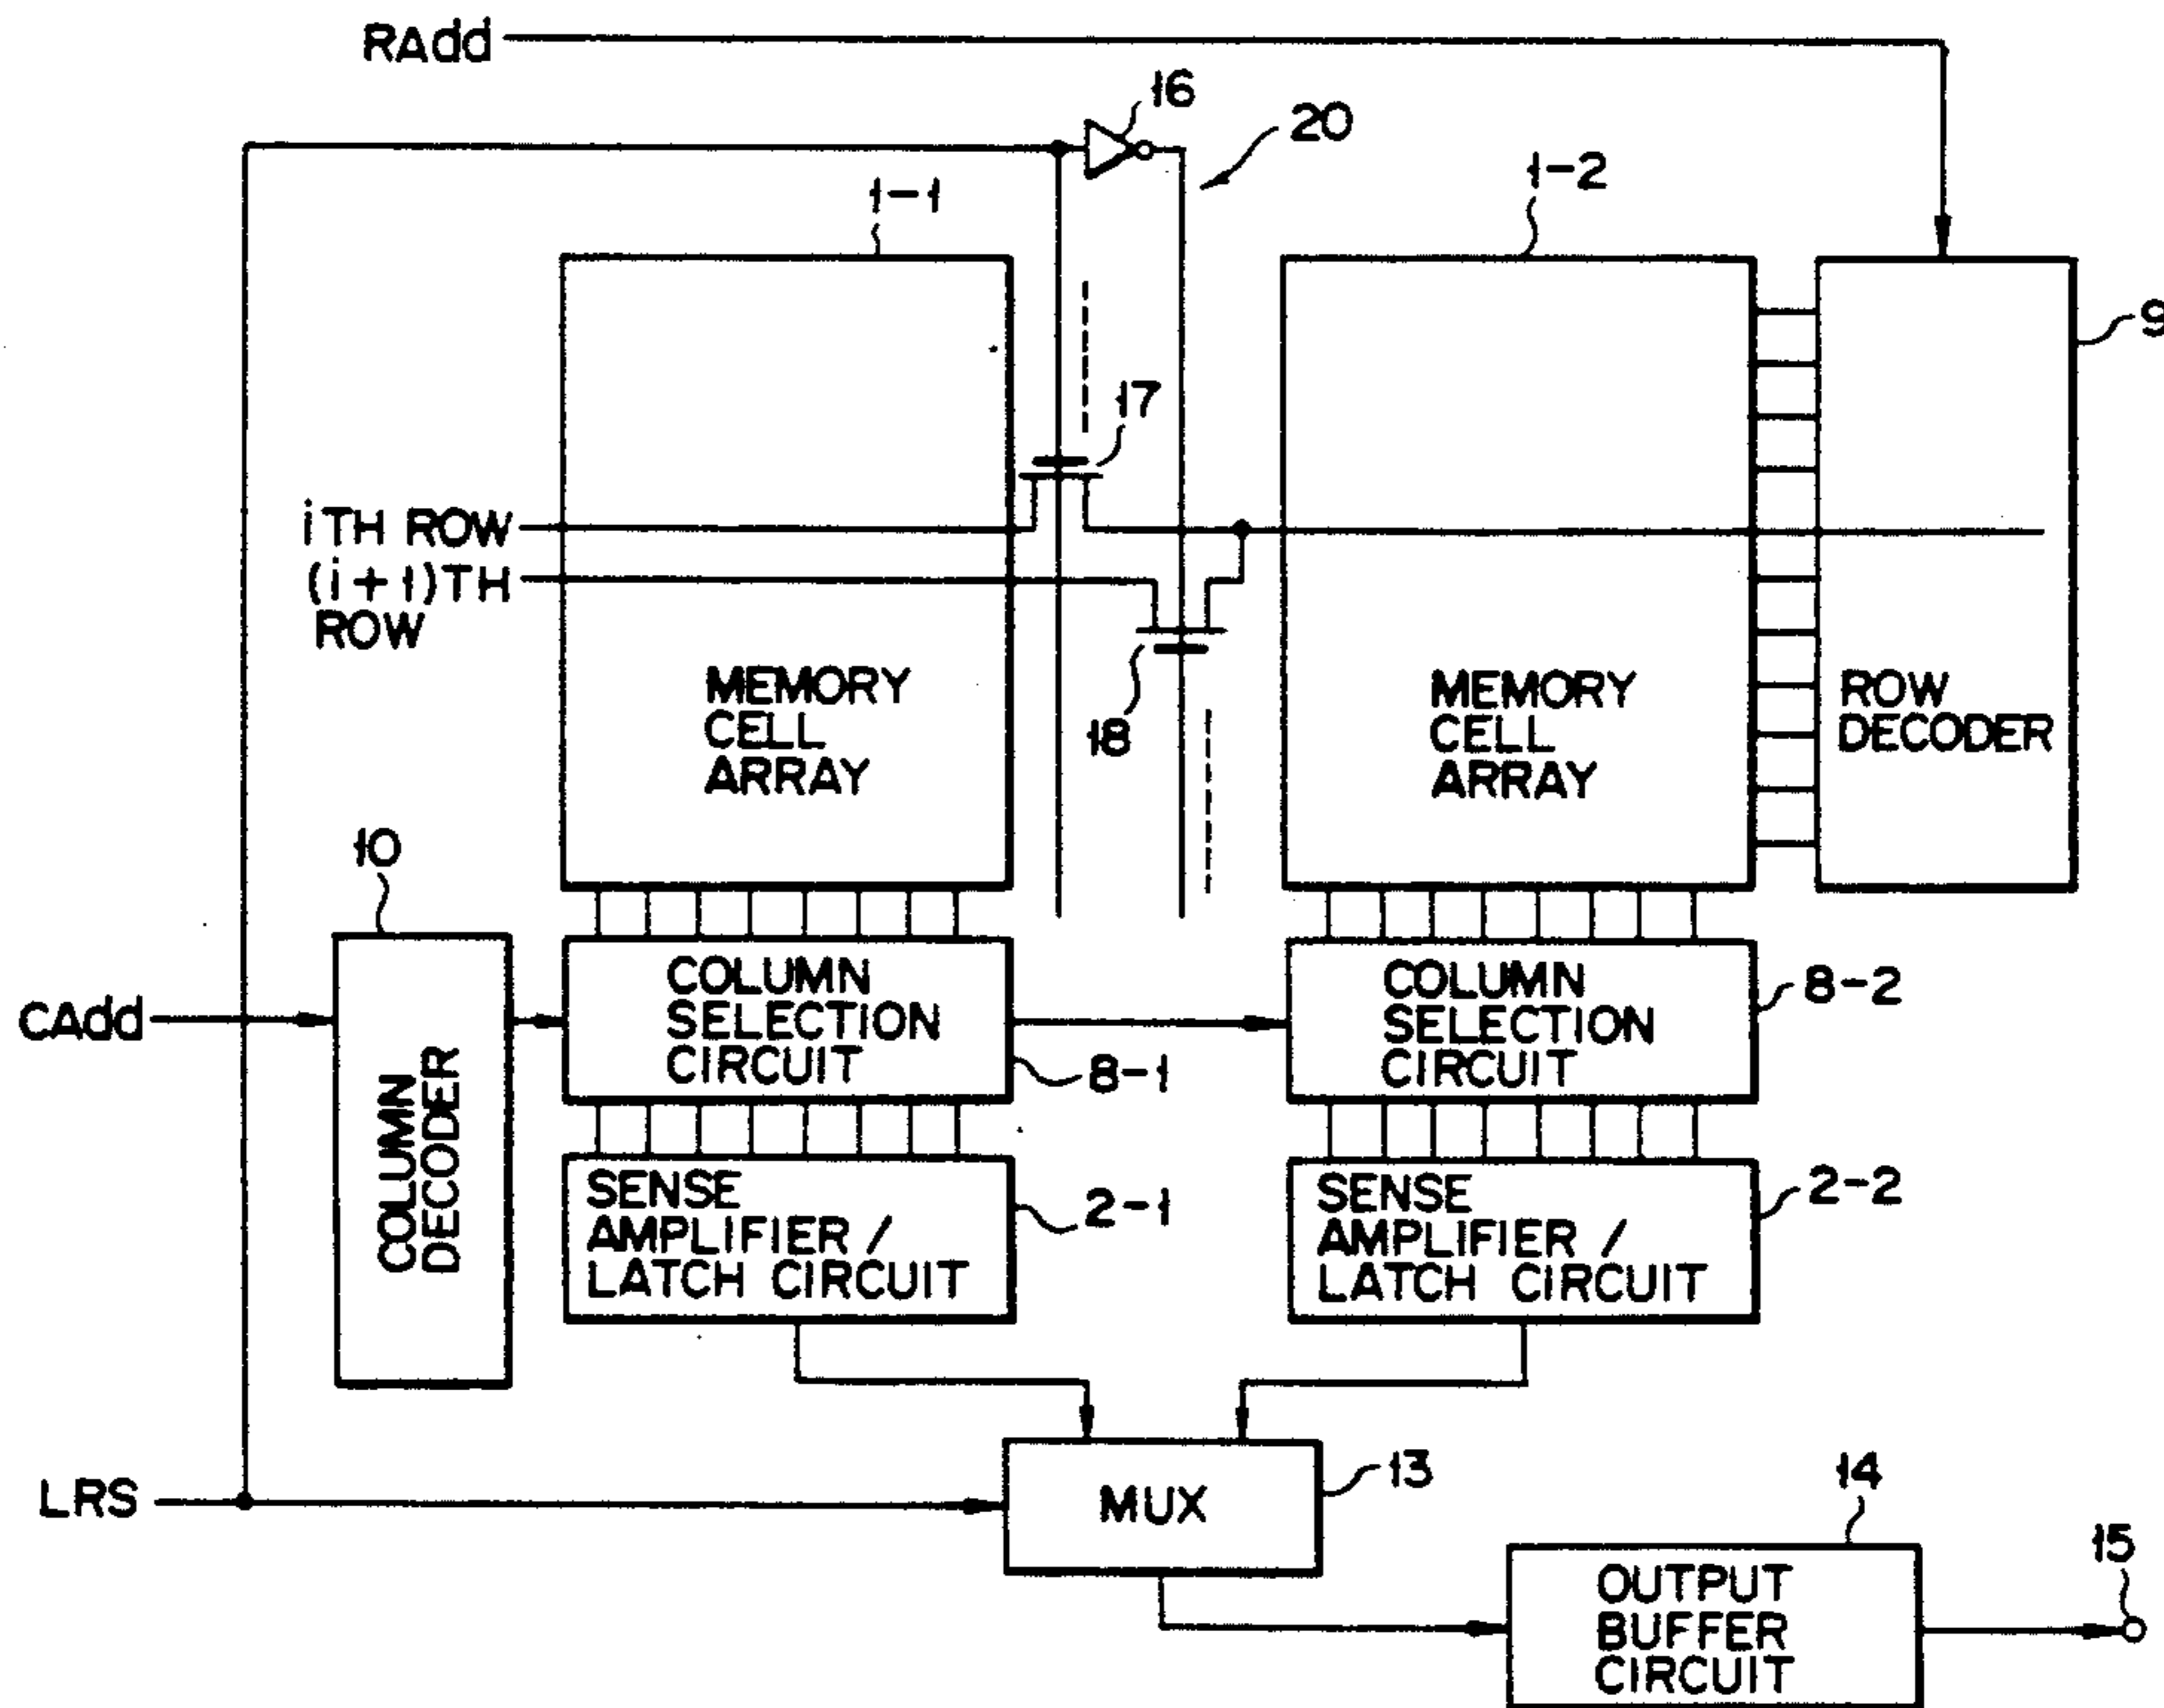 RAdd
16
20
1-1
1-2
9
17
iTH ROW
(i+1)TH
ROW
18
MEMORY
CELL
ARRAY
MEMORY
CELL
ARRAY
ROW
DECODER
10
CAdd
COLUMN
DECODER
COLUMN
SELECTION
CIRCUIT
8-1
COLUMN
SELECTION
CIRCUIT
8-2
SENSE
AMPLIFIER/
LATCH CIRCUIT
2-1
SENSE
AMPLIFIER/
LATCH CIRCUIT
2-2
LRS
MUX
13
14
OUTPUT
BUFFER
CIRCUIT
15